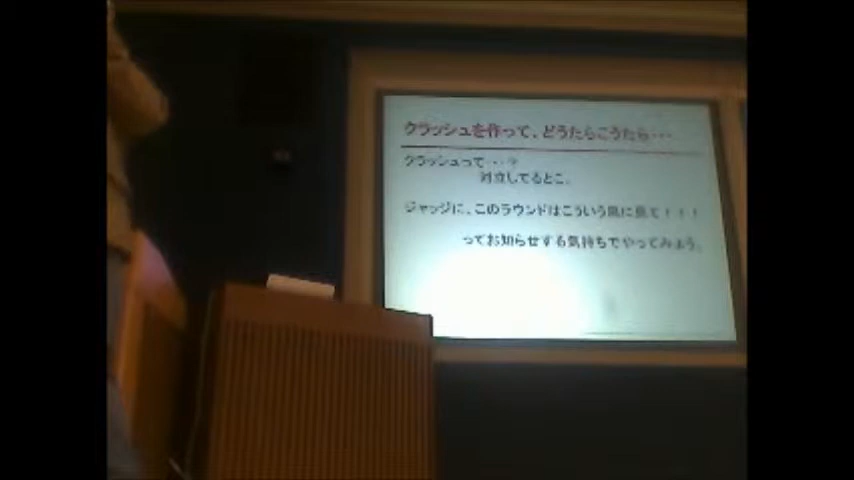 クラッシュを作って、どうたらこうたら・・・
クラッシュって・・・？
対立してるとこ。
ジャッジに、このラウンドはこういう風に見て！！！
ってお知らせする気持ちでやってみよう。